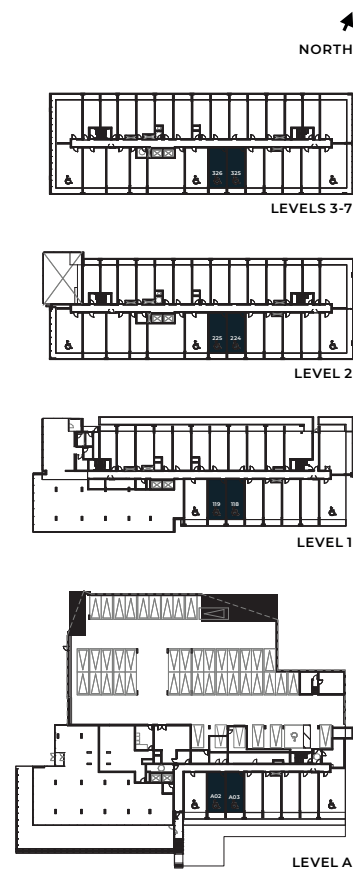 NORTH
326 325
LEVELS 3-7
225 224
LEVEL 2
119 118
LEVEL 1
A02 A03
LEVEL A